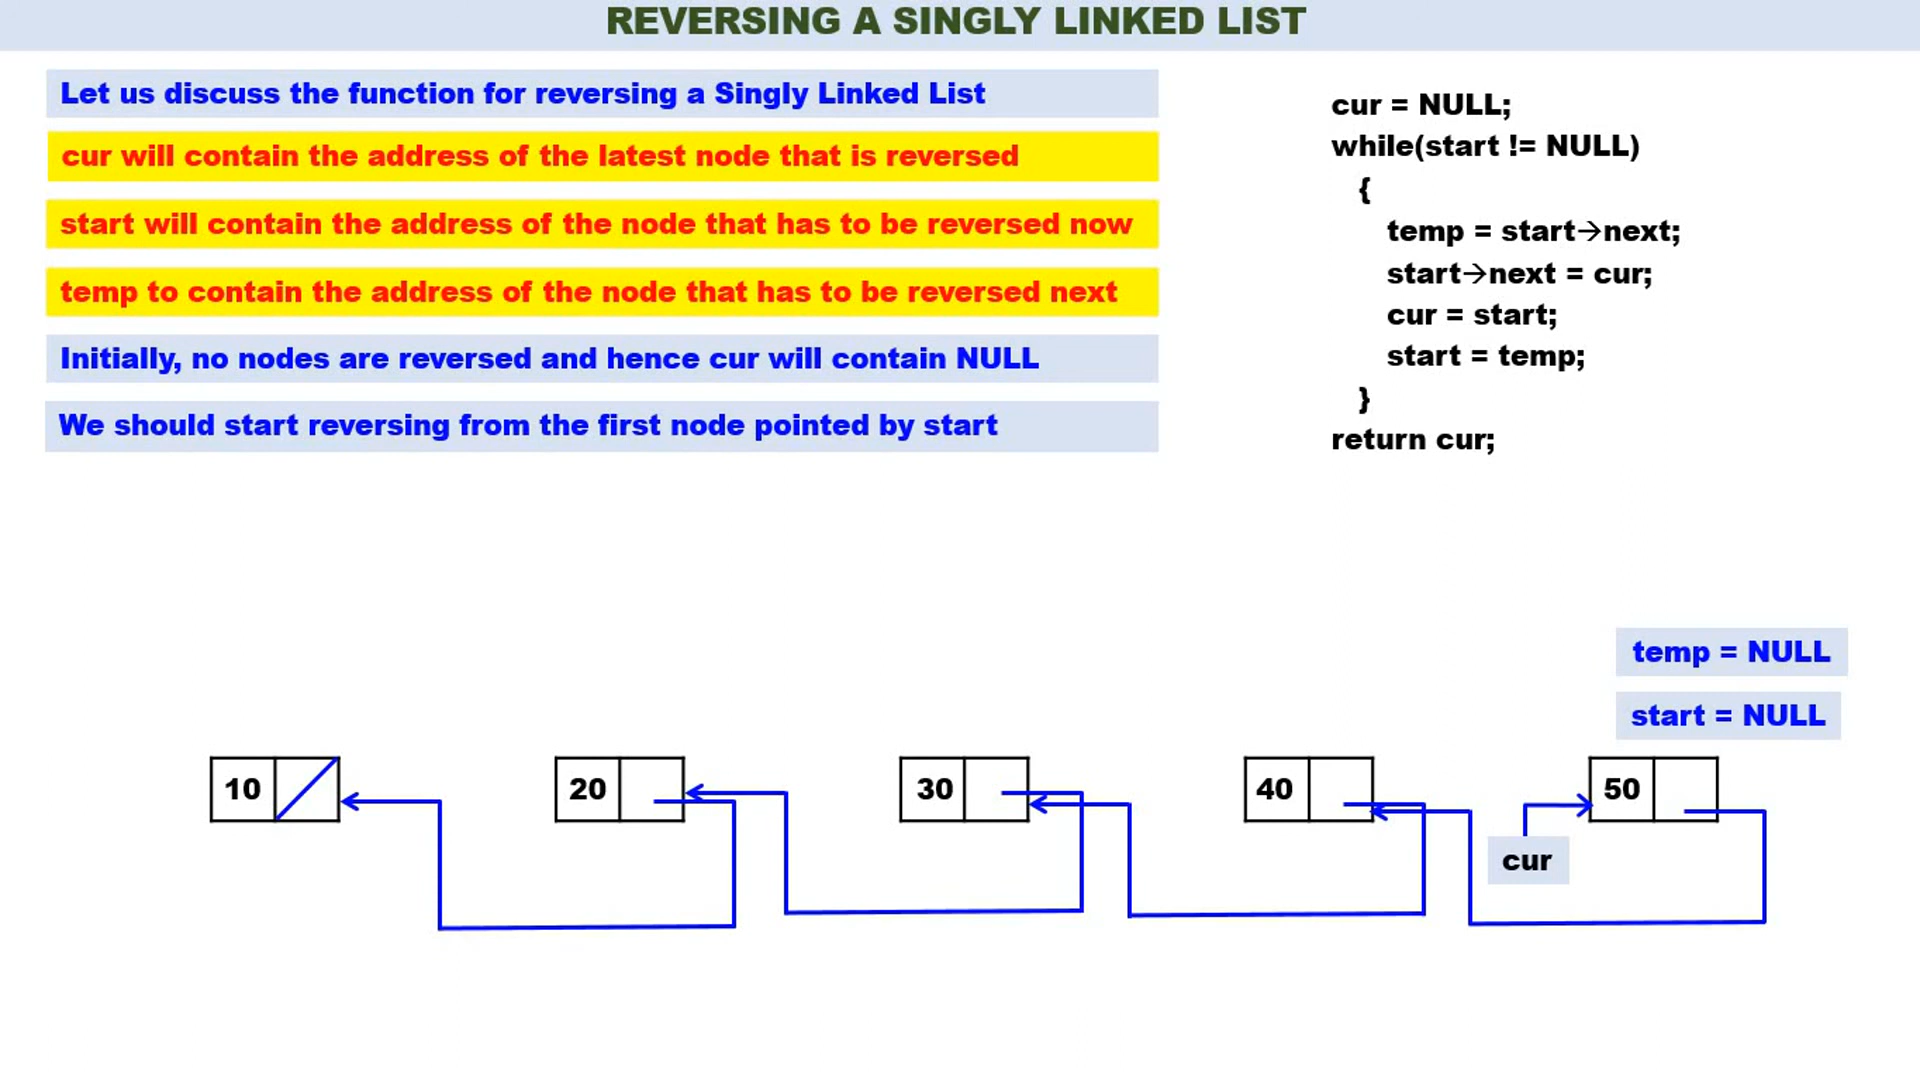 REVERSING A SINGLY LINKED LIST
Let us discuss the function for reversing a Singly Linked List
cur will contain the address of the latest node that is reversed
start will contain the address of the node that has to be reversed now
temp to contain the address of the node that has to be reversed next
Initially, no nodes are reversed and hence cur will contain NULL
We should start reversing from the first node pointed by start
cur = NULL;
while(start != NULL)
{
temp = start→next;
start→next = cur;
cur = start;
start = temp;
}
return cur;
temp = NULL
start = NULL
10
20
30
40
50
cur